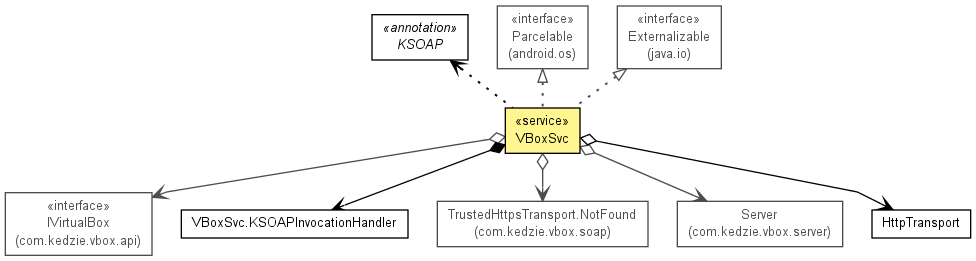 «annotation»
KSOAP
«interface»
Parcelable
(android.os)
«interface»
Externalizable
(java.io)
«service»
VBoxSvc
«interface»
IVirtualBox
(com.kedzie.vbox.api)
VBoxSvc.KSOAPInvocationHandler
TrustedHttpsTransport.NotFound
(com.kedzie.vbox.soap)
Server
(com.kedzie.vbox.server)
HttpTransport